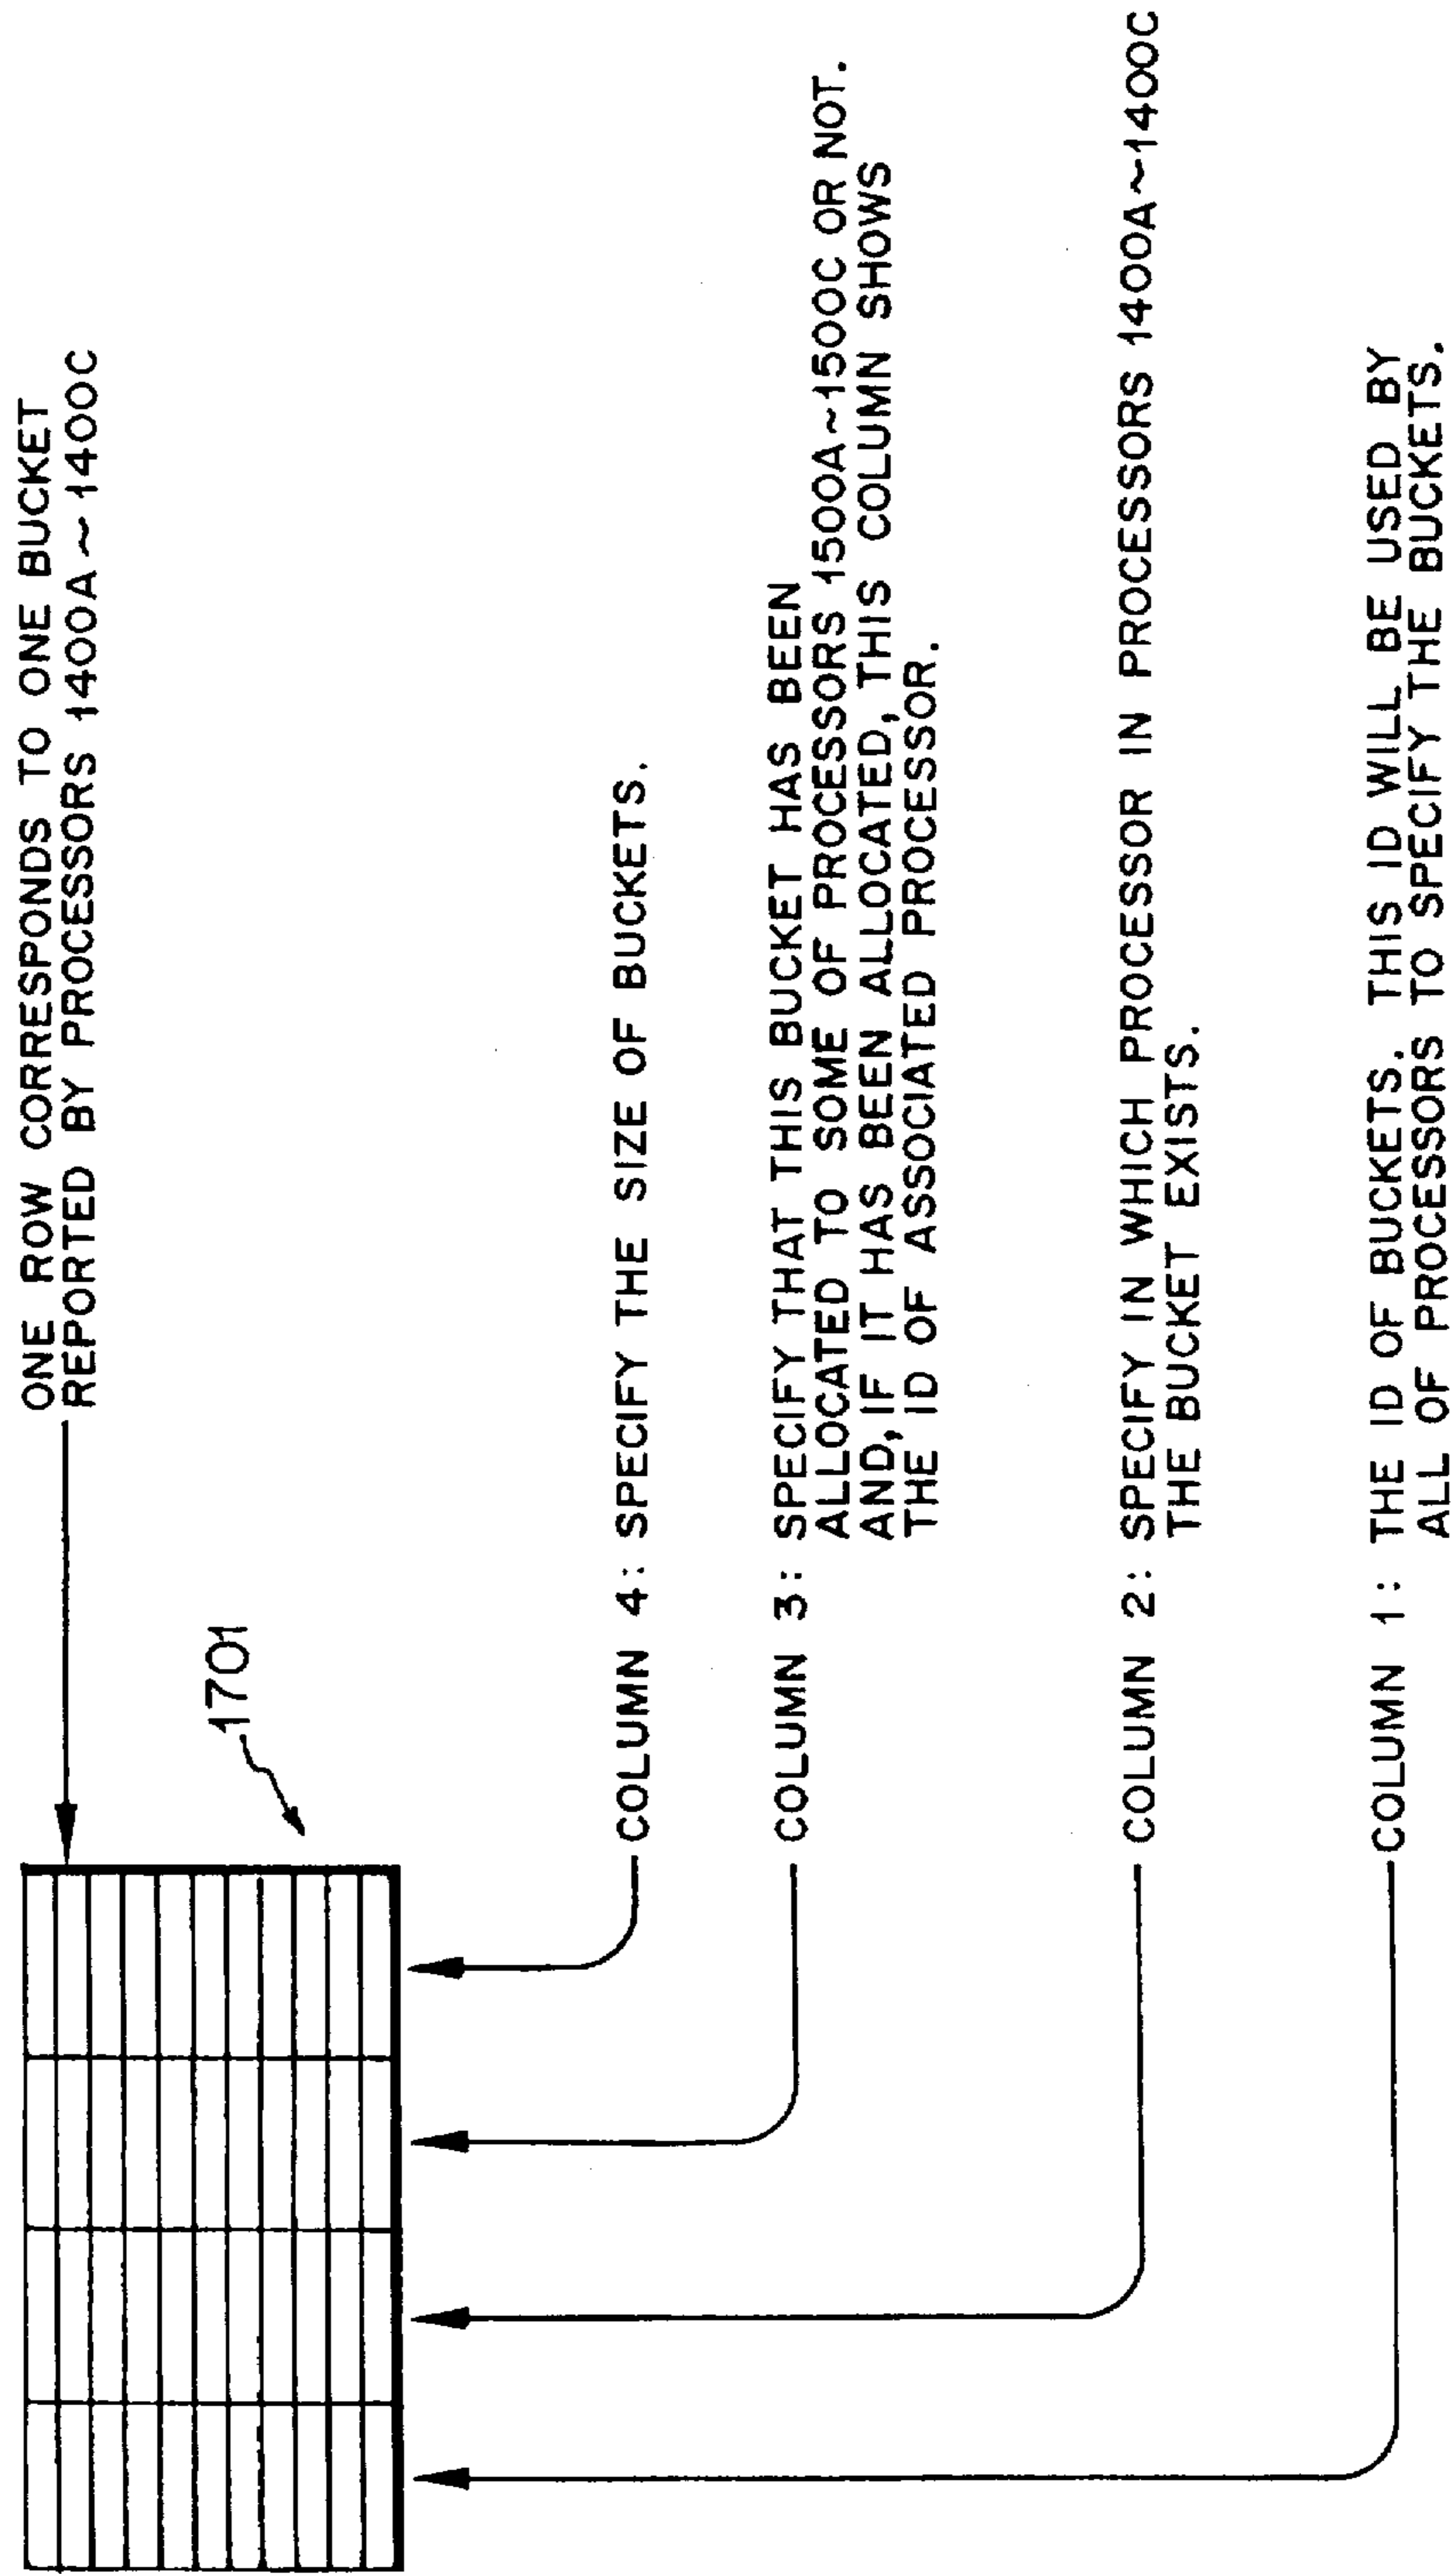 ONE ROW CORRESPONDS TO ONE BUCKET
REPORTED BY PROCESSORS 1400A~1400C
1701
COLUMN 4: SPECIFY THE SIZE OF BUCKETS.
COLUMN 3: SPECIFY THAT THIS BUCKET HAS BEEN
ALLOCATED TO SOME OF PROCESSORS 1500A~1500C OR NOT.
AND, IF IT HAS BEEN ALLOCATED, THIS COLUMN SHOWS
THE ID OF ASSOCIATED PROCESSOR.
COLUMN 2: SPECIFY IN WHICH PROCESSOR IN PROCESSORS 1400A~1400C
THE BUCKET EXISTS.
COLUMN 1: THE ID OF BUCKETS. THIS ID WILL BE USED BY
ALL OF PROCESSORS TO SPECIFY THE BUCKETS.